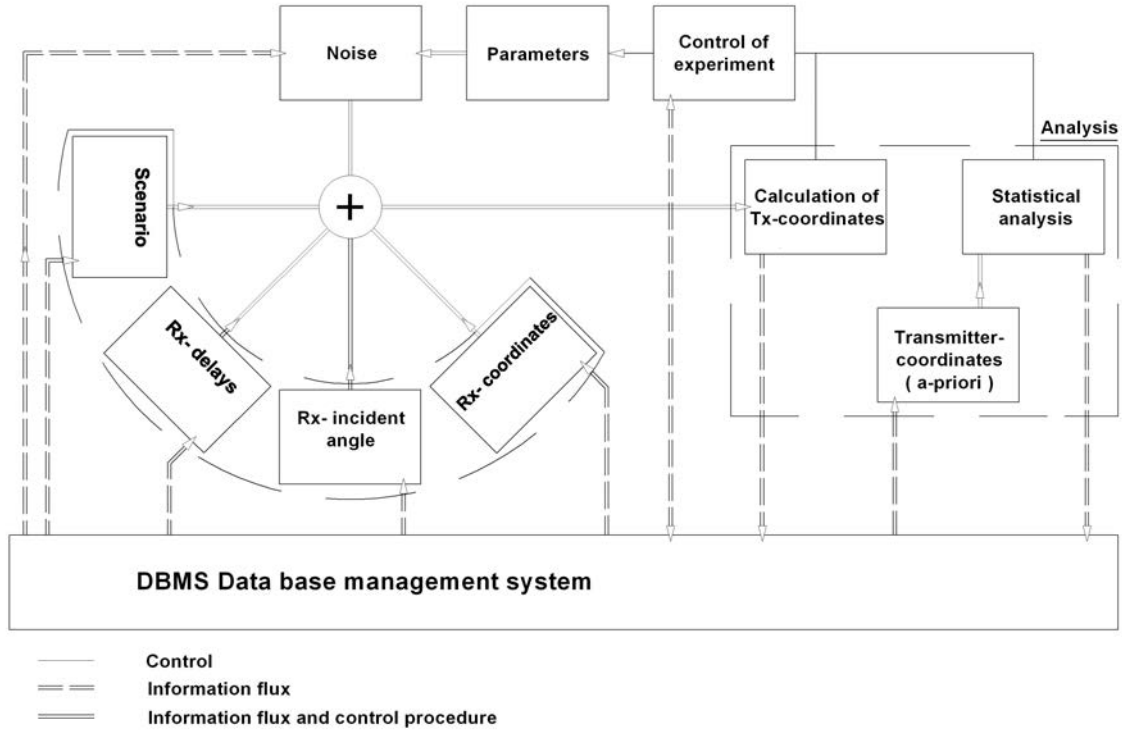 Noise
Parameters
Control of
experiment
Analysis
Scenario
+
Calculation of
Tx-coordinates
Statistical
analysis
Rx- delays
Rx- incident
angle
Rx- coordinates
Transmitter-
coordinates
( a-priori )
DBMS Data base management system
Control
Information flux
Information flux and control procedure